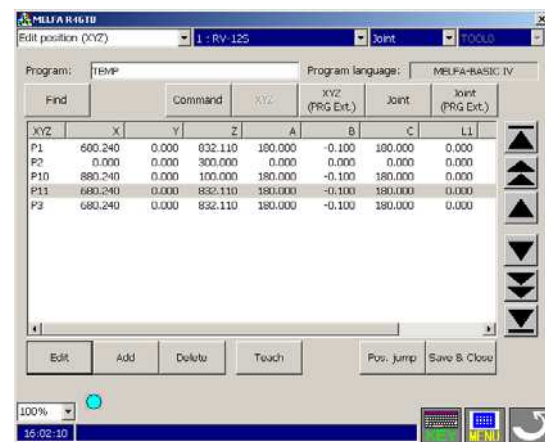 MELFA R46TB
Edit position (XYZ) 1 : RV-12S Joint TOOL0
Program: TEMP Program language: MELFA-BASIC IV
Find Command XYZ XYZ (PRG Ext.) Joint Joint (PRG Ext.)
XYZ X Y Z A B C L1
P1 680.240 0.000 832.110 180.000 -0.100 180.000 0.000
P2 0.000 0.000 300.000 0.000 0.000 0.000 0.000
P10 880.240 0.000 100.000 180.000 -0.100 180.000 0.000
P11 680.240 0.000 832.110 180.000 -0.100 180.000 0.000
P3 680.240 0.000 832.110 180.000 -0.100 180.000 0.000
Edit Add Delete Teach Pos. jump Save & Close
100%
16:02:10 KEY MENU